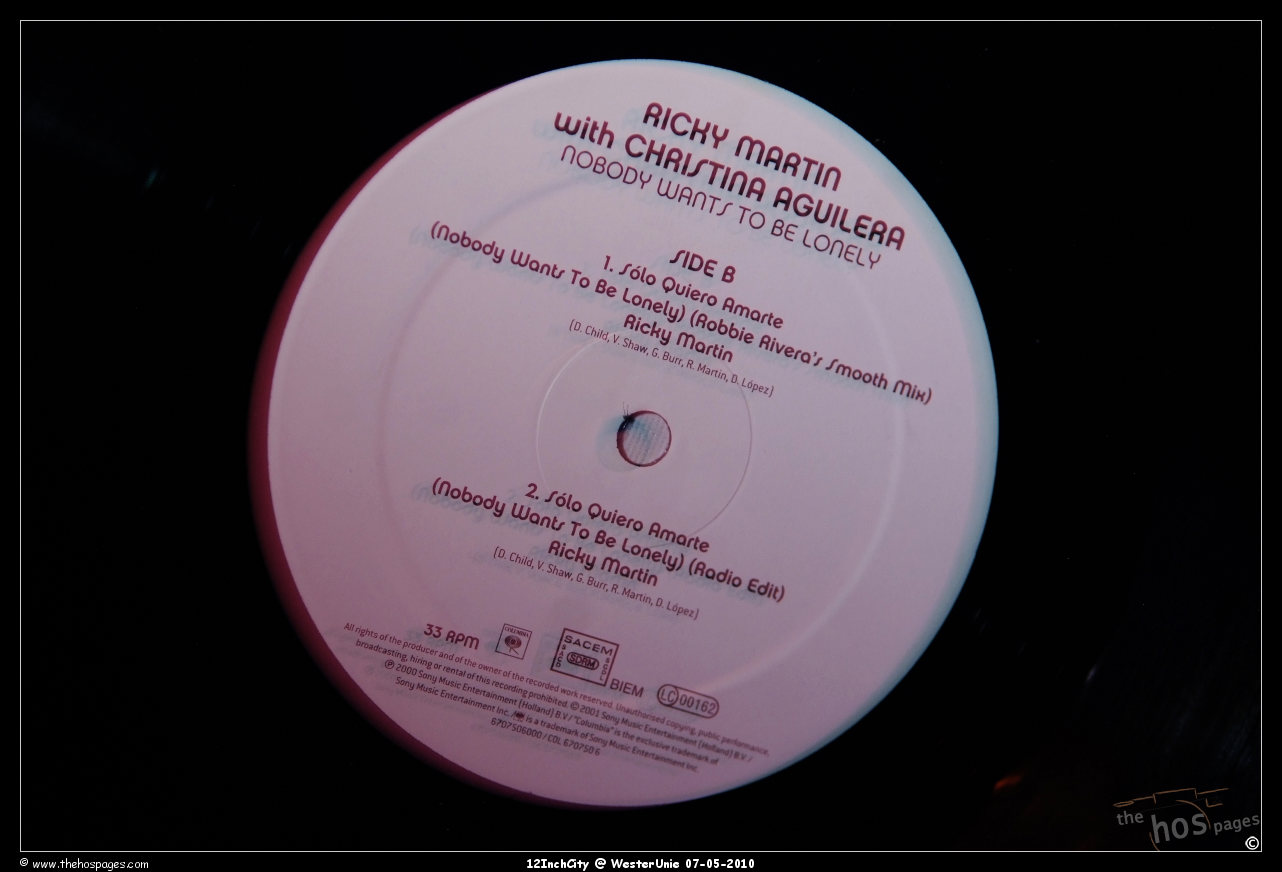 RICKY MARTIN
with CHRISTINA AGUILERA
NOBODY WANTS TO BE LONELY
SIDE B
1. Sólo Quiero Amarte
(Nobody Wants To Be Lonely) (Robbie Rivera's Smooth Mix)
Ricky Martin
(D. Child, V. Shaw, G. Burr, R. Martin, D. López)
2. Sólo Quiero Amarte
(Nobody Wants To Be Lonely) (Radio Edit)
Ricky Martin
(D. Child, V. Shaw, G. Burr, R. Martin, D. López)
33 RPM
COLUMBIA
SACEM
SDRM
SACD
SGDL
BIEM
LC 00162
All rights of the producer and of the owner of the recorded work reserved. Unauthorised copying, public performance,
broadcasting, hiring or rental of this recording prohibited. © 2001 Sony Music Entertainment (Holland) B.V. /
℗ 2000 Sony Music Entertainment (Holland) B.V./ "Columbia" is the exclusive trademark of
Sony Music Entertainment Inc. / is a trademark of Sony Music Entertainment Inc.
6707506000 / COL 670750 6
the hos pages
©
© www.thehospages.com
12InchCity @ WesterUnie 07-05-2010